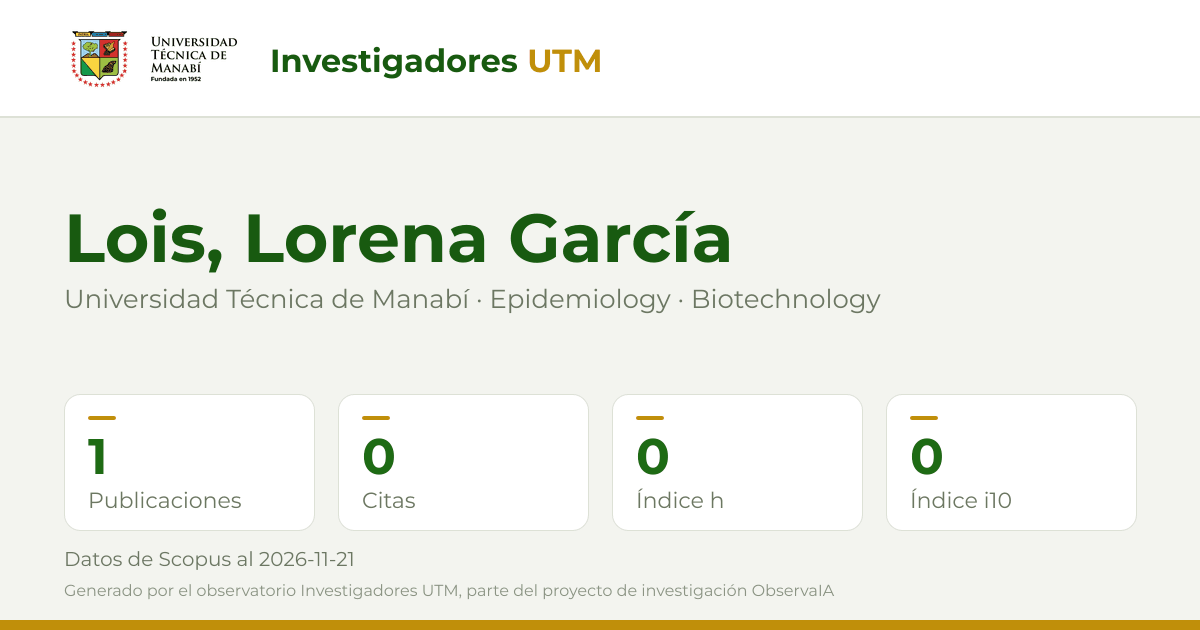 UNIVERSIDAD
TÉCNICA DE
MANABÍ
Fundada en 1952
Investigadores UTM
Lois, Lorena García
Universidad Técnica de Manabí · Epidemiology · Biotechnology
1
Publicaciones
0
Citas
0
Índice h
0
Índice i10
Datos de Scopus al 2026-11-21
Generado por el observatorio Investigadores UTM, parte del proyecto de investigación ObservaIA